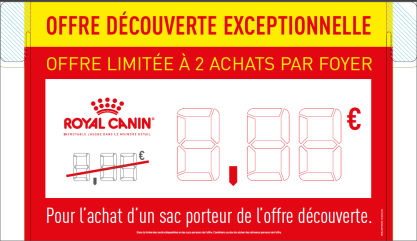 OFFRE DÉCOUVERTE EXCEPTIONNELLE
OFFRE LIMITÉE À 2 ACHATS PAR FOYER
ROYAL CANIN
€
€
Pour l'achat d'un sac porteur de l'offre découverte.